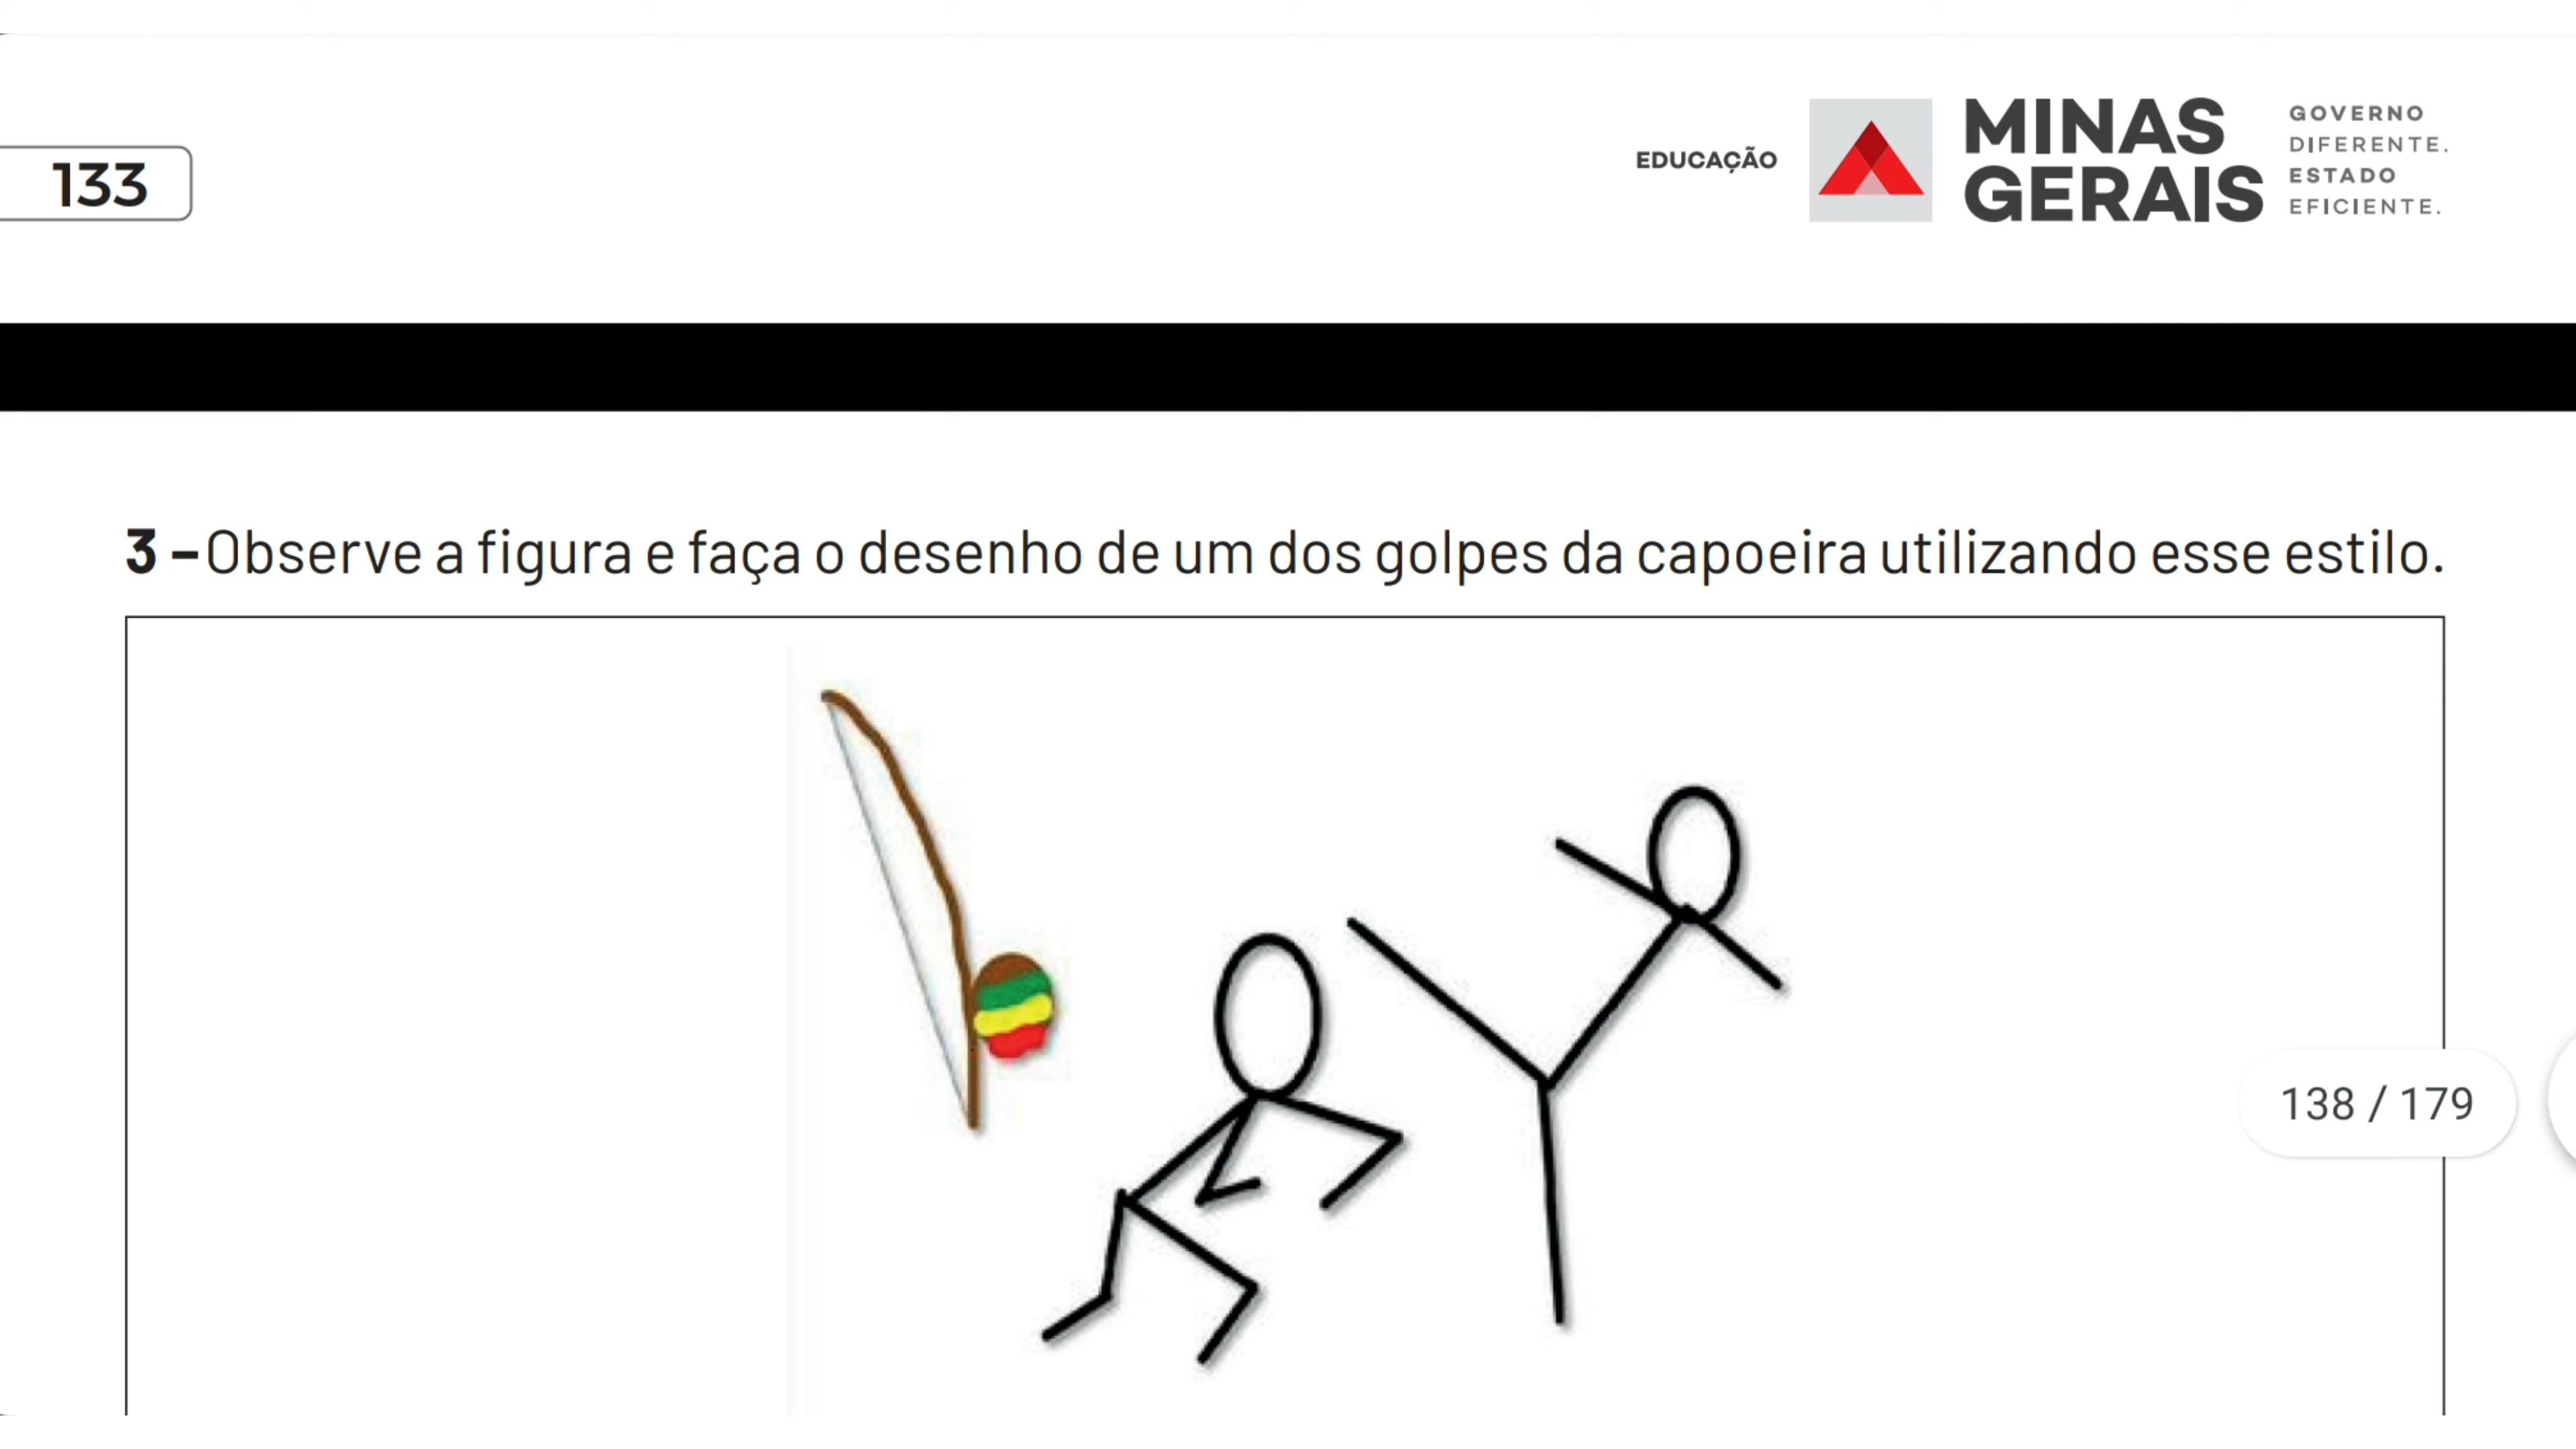 133
EDUCAÇÃO
MINAS
GERAIS
GOVERNO
DIFERENTE.
ESTADO
EFICIENTE.
3 – Observe a figura e faça o desenho de um dos golpes da capoeira utilizando esse estilo.
138 / 179